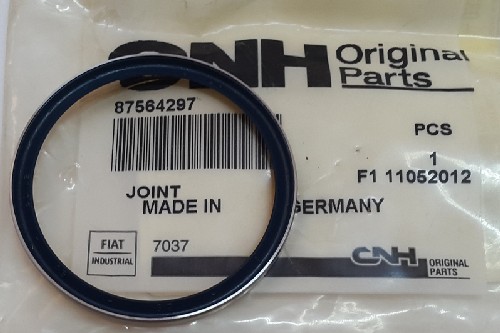 CNH Original
Parts
87564297
PCS
1
F1 11052012
JOINT
MADE IN GERMANY
FIAT
INDUSTRIAL
7037
CNH ORIGINAL
PARTS